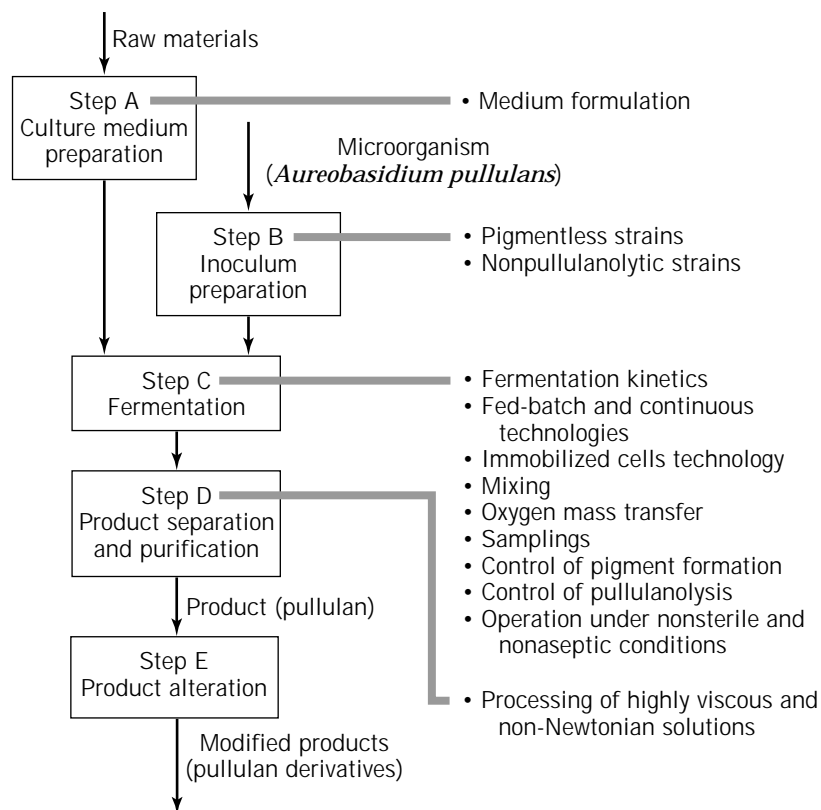 Raw materials
Step A
Culture medium
preparation
• Medium formulation
Microorganism
(Aureobasidium pullulans)
Step B
Inoculum
preparation
• Pigmentless strains
• Nonpullulanolytic strains
Step C
Fermentation
• Fermentation kinetics
• Fed-batch and continuous
technologies
• Immobilized cells technology
• Mixing
• Oxygen mass transfer
• Samplings
• Control of pigment formation
• Control of pullulanolysis
• Operation under nonsterile and
nonaseptic conditions
Step D
Product separation
and purification
• Processing of highly viscous and
non-Newtonian solutions
Product (pullulan)
Step E
Product alteration
Modified products
(pullulan derivatives)